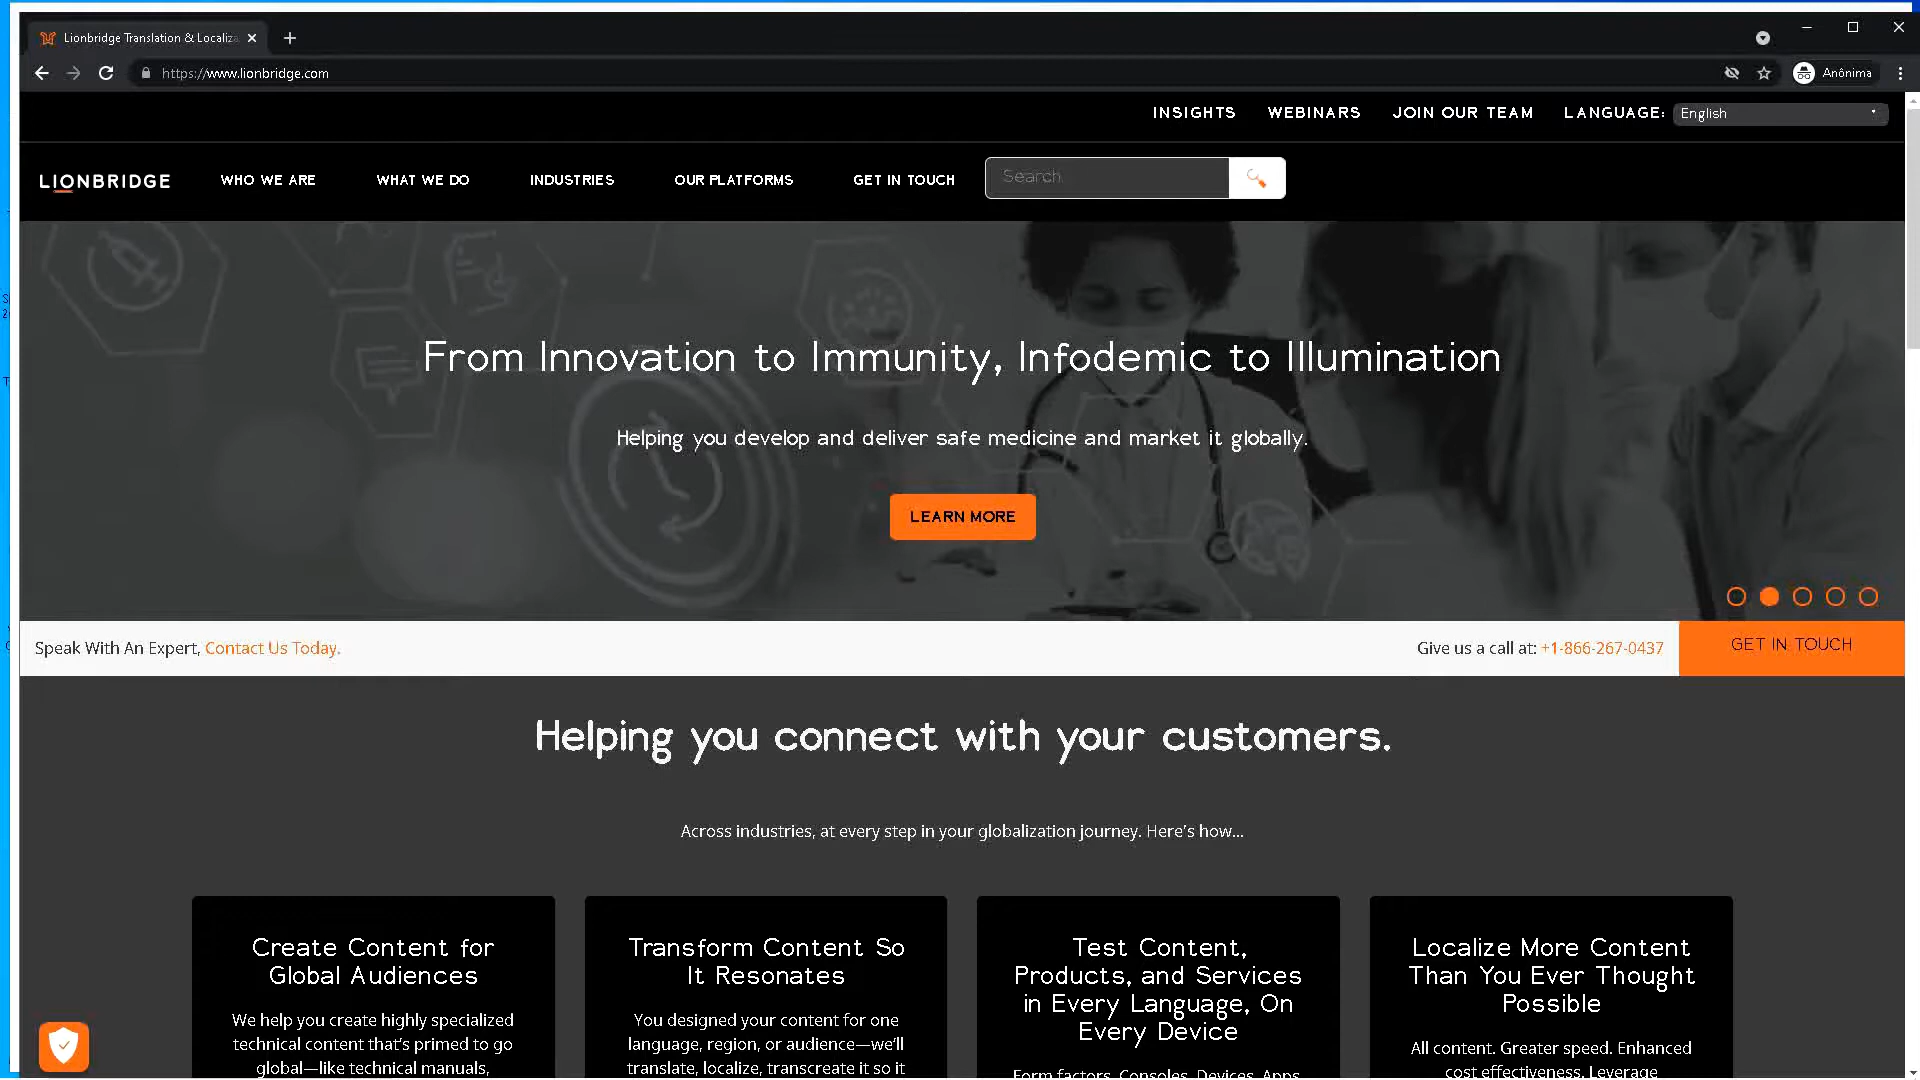 Lionbridge Translation & Localiza
https://www.lionbridge.com
Anônima
INSIGHTS WEBINARS JOIN OUR TEAM LANGUAGE: English
LIONBRIDGE WHO WE ARE WHAT WE DO INDUSTRIES OUR PLATFORMS GET IN TOUCH Search
From Innovation to Immunity, Infodemic to Illumination
Helping you develop and deliver safe medicine and market it globally.
LEARN MORE
Speak With An Expert, Contact Us Today.
Give us a call at: +1-866-267-0437
GET IN TOUCH
Helping you connect with your customers.
Across industries, at every step in your globalization journey. Here's how...
Create Content for
Global Audiences
We help you create highly specialized
technical content that's primed to go
global—like technical manuals,
Transform Content So
It Resonates
You designed your content for one
language, region, or audience—we'll
translate, localize, transcreate it so it
Test Content,
Products, and Services
in Every Language, On
Every Device
Form factors, Consoles, Devices, Apps,
Localize More Content
Than You Ever Thought
Possible
All content. Greater speed. Enhanced
cost effectiveness. Leverage